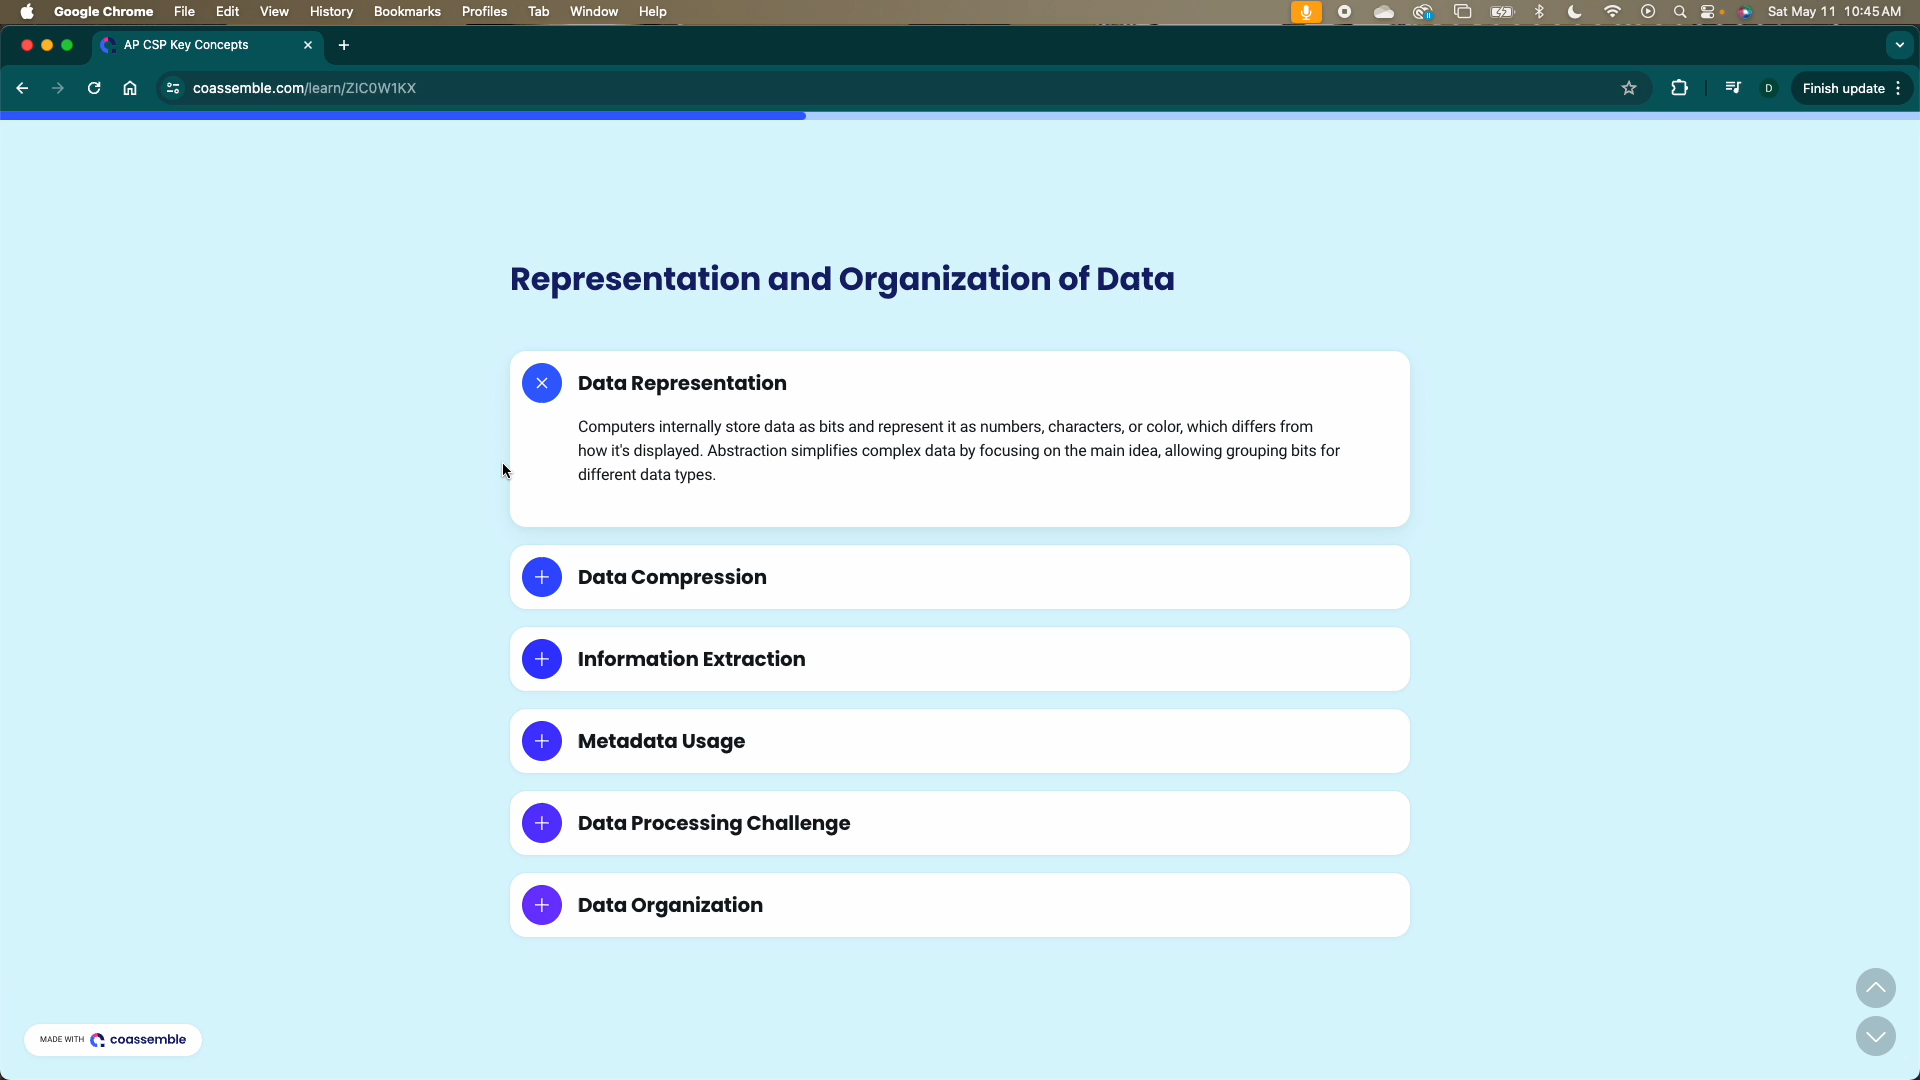 Google Chrome File Edit View History Bookmarks Profiles Tab Window Help Sat May 11 10:45 AM
AP CSP Key Concepts
coassemble.com/learn/ZIC0W1KX D Finish update
Representation and Organization of Data
Data Representation
Computers internally store data as bits and represent it as numbers, characters, or color, which differs from
how it's displayed. Abstraction simplifies complex data by focusing on the main idea, allowing grouping bits for
different data types.
Data Compression
Information Extraction
Metadata Usage
Data Processing Challenge
Data Organization
MADE WITH coassemble